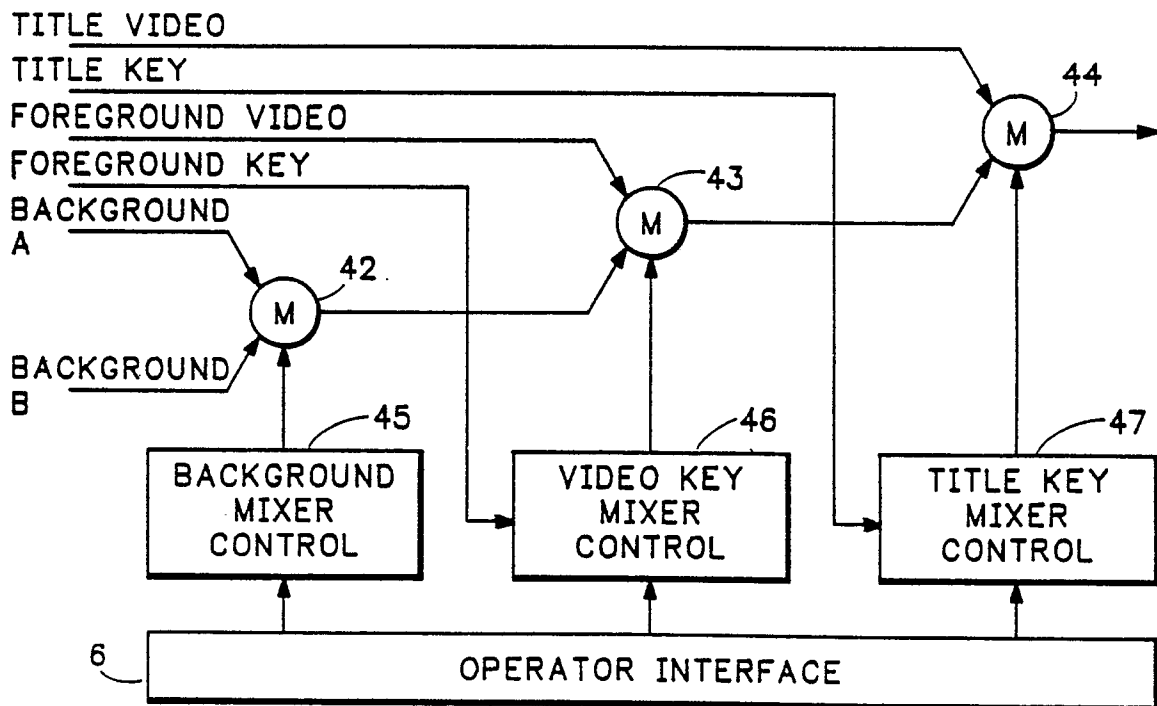 TITLE VIDEO
TITLE KEY
FOREGROUND VIDEO
FOREGROUND KEY
BACKGROUND
A
BACKGROUND
B
M
42
M
43
M
44
45
BACKGROUND
MIXER
CONTROL
46
VIDEO KEY
MIXER
CONTROL
47
TITLE KEY
MIXER
CONTROL
6
OPERATOR INTERFACE